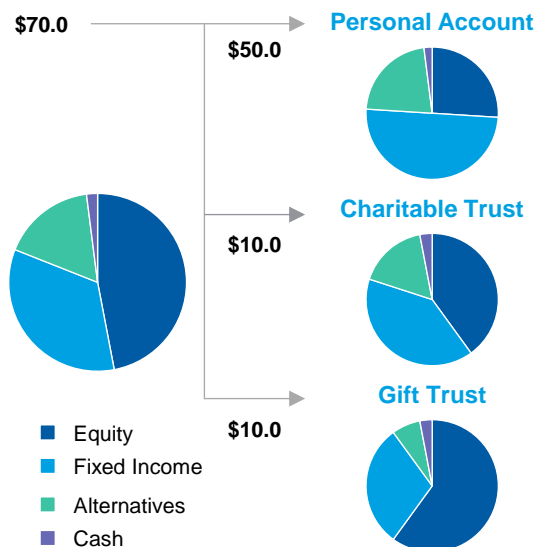 $70.0
$50.0
Personal Account
$10.0
Charitable Trust
$10.0
Gift Trust
Equity
Fixed Income
Alternatives
Cash